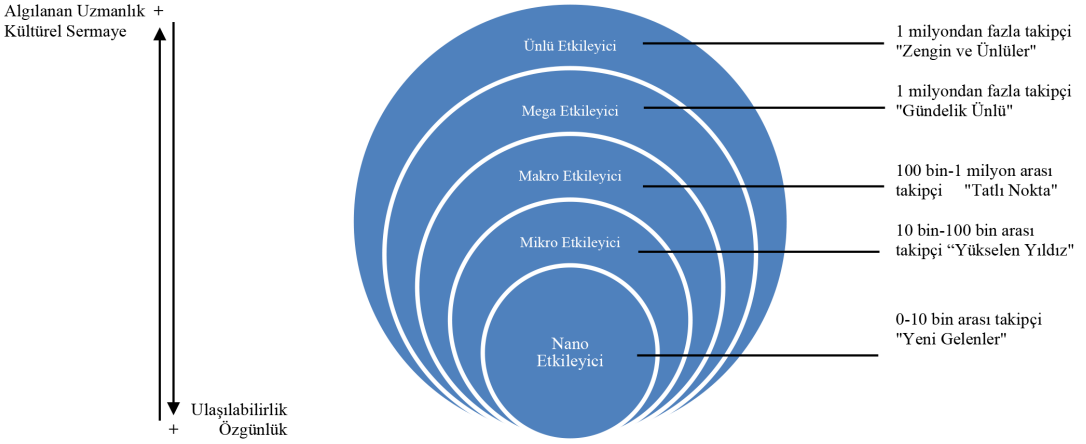 Algılanan Uzmanlık +
Kültürel Sermaye
Ünlü Etkileyici
1 milyondan fazla takipçi
"Zengin ve Ünlüler"
Mega Etkileyici
1 milyondan fazla takipçi
"Gündelik Ünlü"
Makro Etkileyici
100 bin-1 milyon arası
takipçi "Tatlı Nokta"
Mikro Etkileyici
10 bin-100 bin arası
takipçi “Yükselen Yıldız"
Nano
Etkileyici
0-10 bin arası takipçi
"Yeni Gelenler"
Ulaşılabilirlik
+ Özgünlük